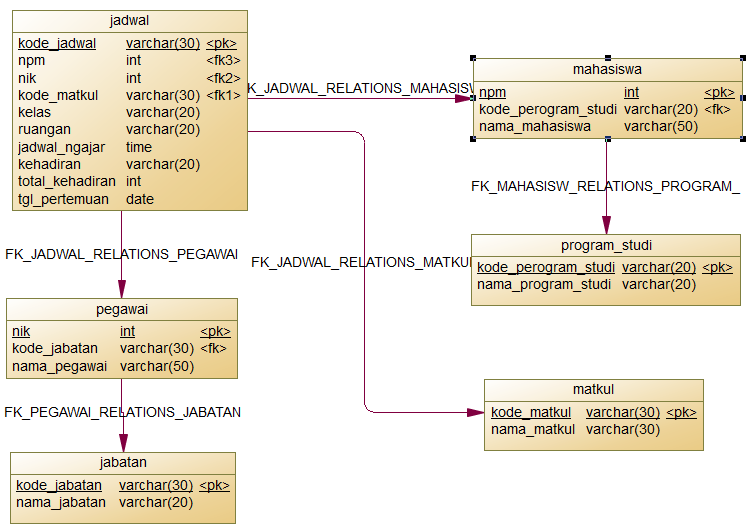 jadwal
kode_jadwal varchar(30) <pk>
npm int <fk3>
nik int <fk2>
kode_matkul varchar(30) <fk1>
kelas varchar(20)
ruangan varchar(20)
jadwal_ngajar time
kehadiran varchar(20)
total_kehadiran int
tgl_pertemuan date
FK_JADWAL_RELATIONS_MAHASISW
mahasiswa
npm int <pk>
kode_perogram_studi varchar(20) <fk>
nama_mahasiswa varchar(50)
FK_MAHASISW_RELATIONS_PROGRAM_
program_studi
kode_perogram_studi varchar(20) <pk>
nama_program_studi varchar(20)
FK_JADWAL_RELATIONS_PEGAWAI
FK_JADWAL_RELATIONS_MATKUL
pegawai
nik int <pk>
kode_jabatan varchar(30) <fk>
nama_pegawai varchar(50)
FK_PEGAWAI_RELATIONS_JABATAN
matkul
kode_matkul varchar(30) <pk>
nama_matkul varchar(30)
jabatan
kode_jabatan varchar(30) <pk>
nama_jabatan varchar(20)